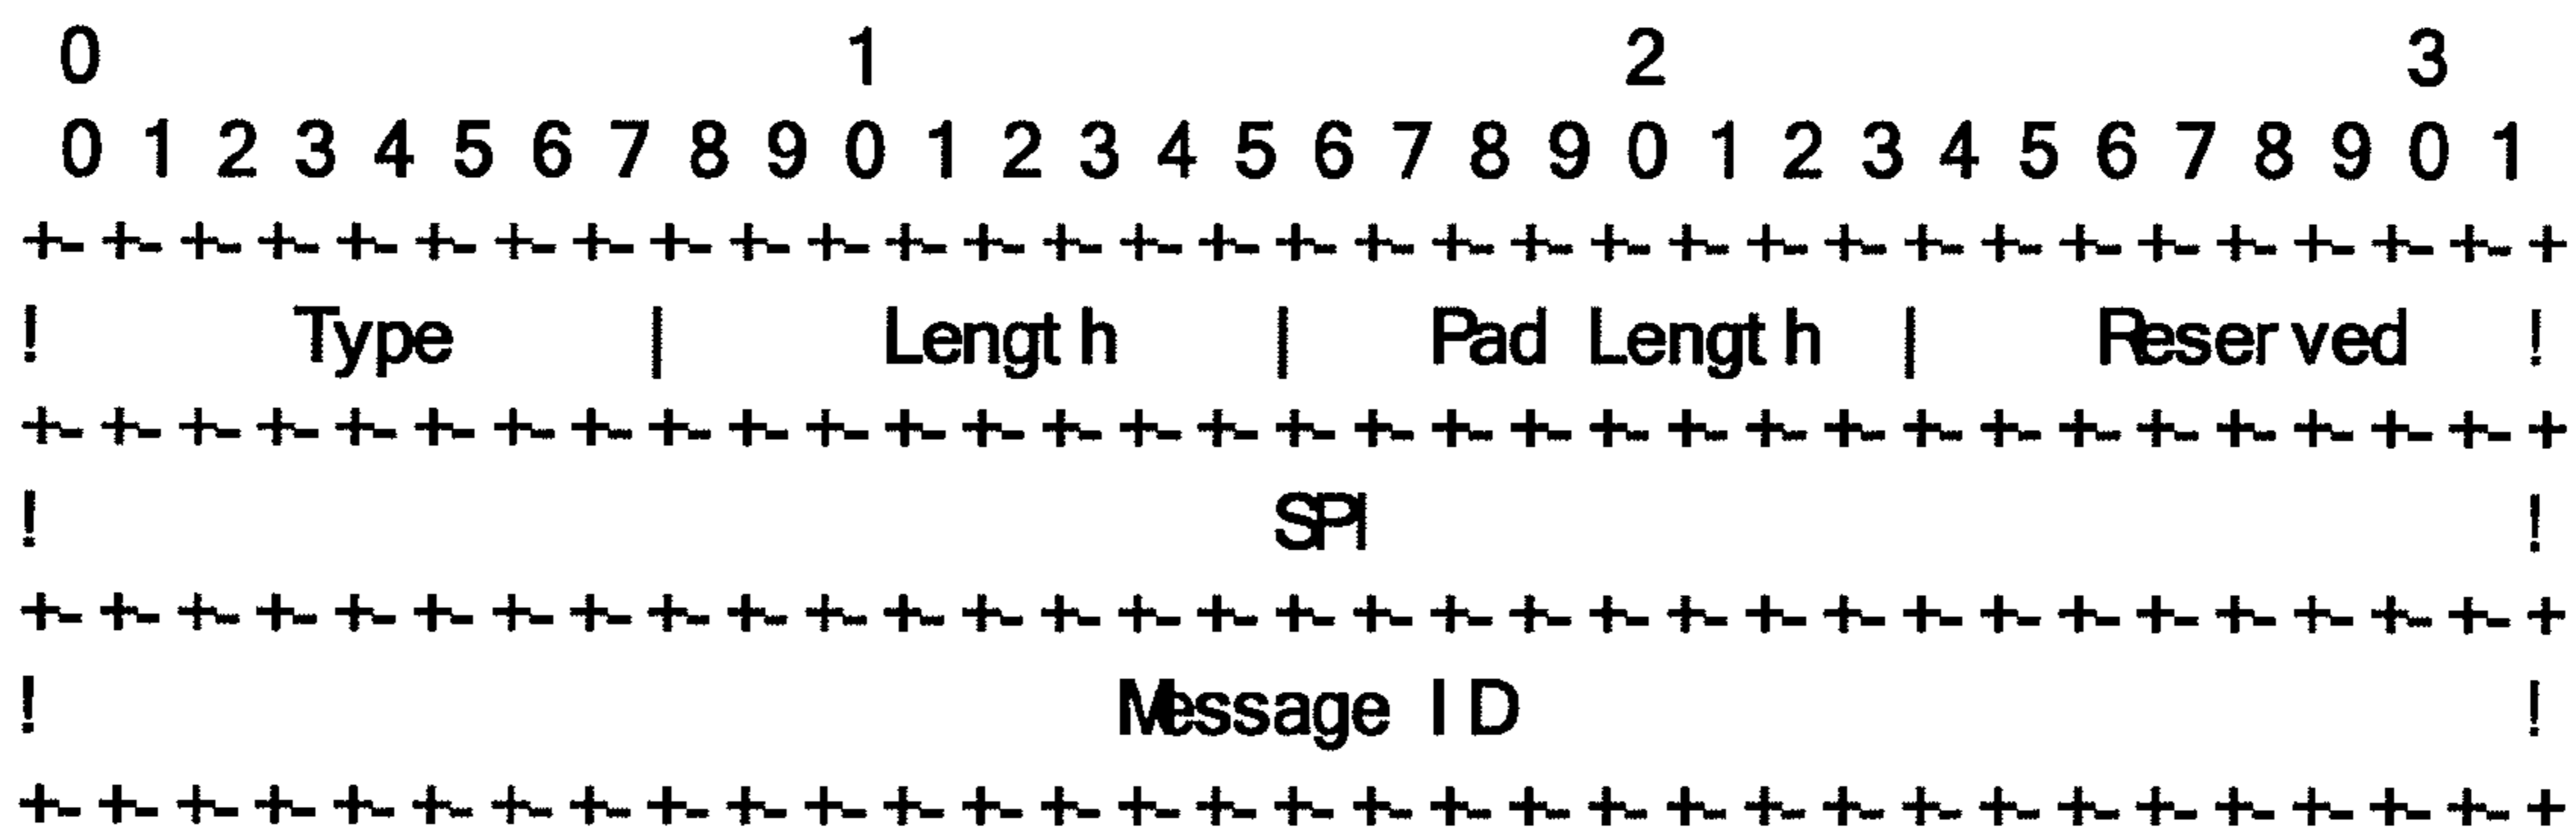 0 1 2 3
0 1 2 3 4 5 6 7 8 9 0 1 2 3 4 5 6 7 8 9 0 1 2 3 4 5 6 7 8 9 0 1
+-+-+-+-+-+-+-+-+-+-+-+-+-+-+-+-+-+-+-+-+-+-+-+-+-+-+-+-+-+-+-+-+
! Type | Length | Pad Length | Reserved !
+-+-+-+-+-+-+-+-+-+-+-+-+-+-+-+-+-+-+-+-+-+-+-+-+-+-+-+-+-+-+-+-+
! SPI !
+-+-+-+-+-+-+-+-+-+-+-+-+-+-+-+-+-+-+-+-+-+-+-+-+-+-+-+-+-+-+-+-+
! Message ID !
+-+-+-+-+-+-+-+-+-+-+-+-+-+-+-+-+-+-+-+-+-+-+-+-+-+-+-+-+-+-+-+-+